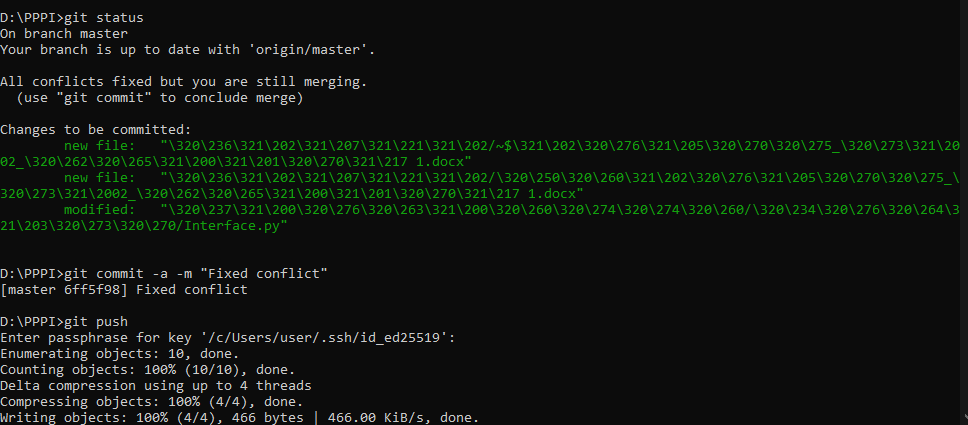 D:\PPPI>git status
On branch master
Your branch is up to date with 'origin/master'.
All conflicts fixed but you are still merging.
(use "git commit" to conclude merge)
Changes to be committed:
new file:   "\320\236\321\202\321\207\321\221\321\202/~$\321\202\320\276\321\205\320\270\320\275_\320\273\321\20
02_\320\262\320\265\321\200\321\201\320\270\321\217 1.docx"
new file:   "\320\236\321\202\321\207\321\221\321\202/\320\250\320\260\321\202\320\276\321\205\320\270\320\275_\
320\273\321\2002_\320\262\320\265\321\200\321\201\320\270\321\217 1.docx"
modified:   "\320\237\321\200\320\276\320\263\321\200\320\260\320\274\320\274\320\260/\320\234\320\276\320\264\3
21\203\320\273\320\270/Interface.py"
D:\PPPI>git commit -a -m "Fixed conflict"
[master 6ff5f98] Fixed conflict
D:\PPPI>git push
Enter passphrase for key '/c/Users/user/.ssh/id_ed25519':
Enumerating objects: 10, done.
Counting objects: 100% (10/10), done.
Delta compression using up to 4 threads
Compressing objects: 100% (4/4), done.
Writing objects: 100% (4/4), 466 bytes | 466.00 KiB/s, done.